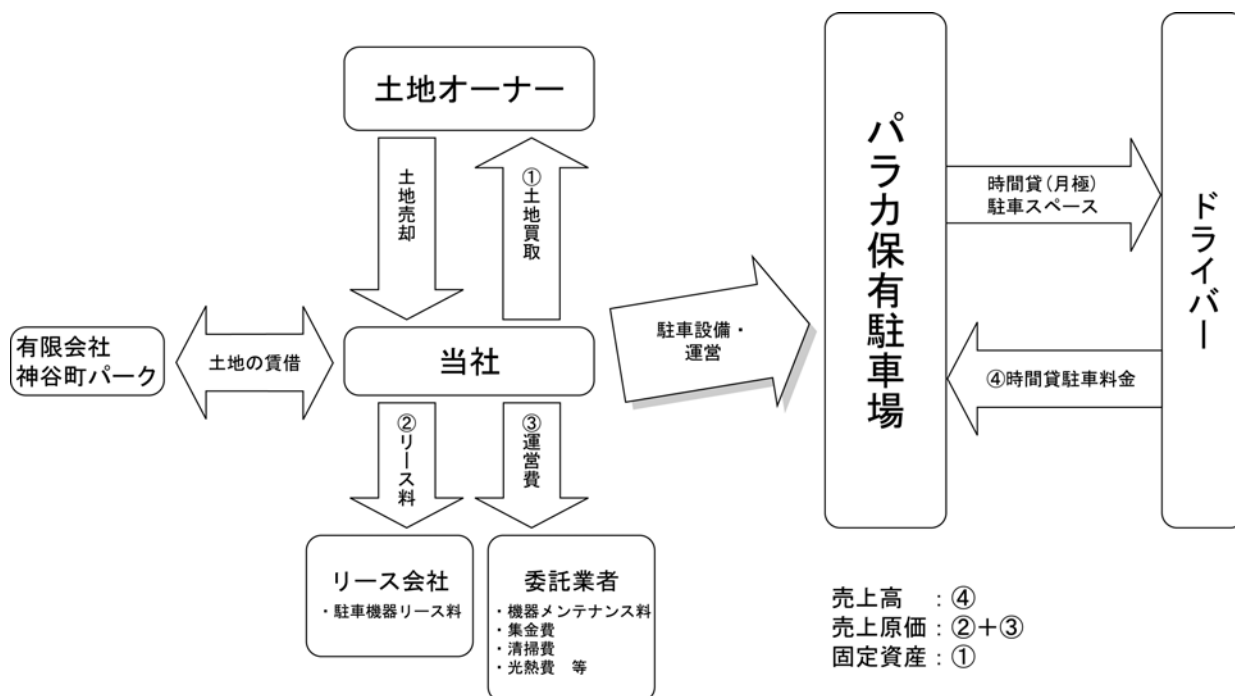 土地オーナー
土地売却
①土地買取
有限会社
神谷町パーク
土地の賃借
当社
②リース料
③運営費
リース会社
・駐車機器リース料
委託業者
・機器メンテナンス料
・集金費
・清掃費
・光熱費　等
駐車設備・
運営
パラカ保有駐車場
時間貸(月極)
駐車スペース
④時間貸駐車料金
ドライバー
売上高　：④
売上原価：②＋③
固定資産：①